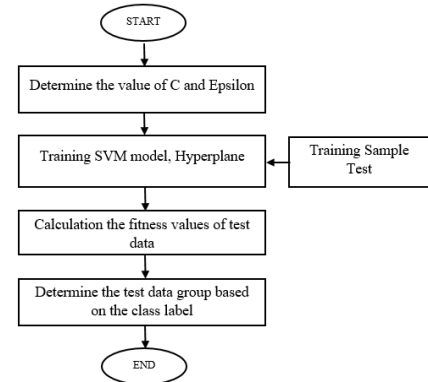 START
Determine the value of C and Epsilon
Training SVM model, Hyperplane
Training Sample
Test
Calculation the fitness values of test
data
Determine the test data group based
on the class label
END